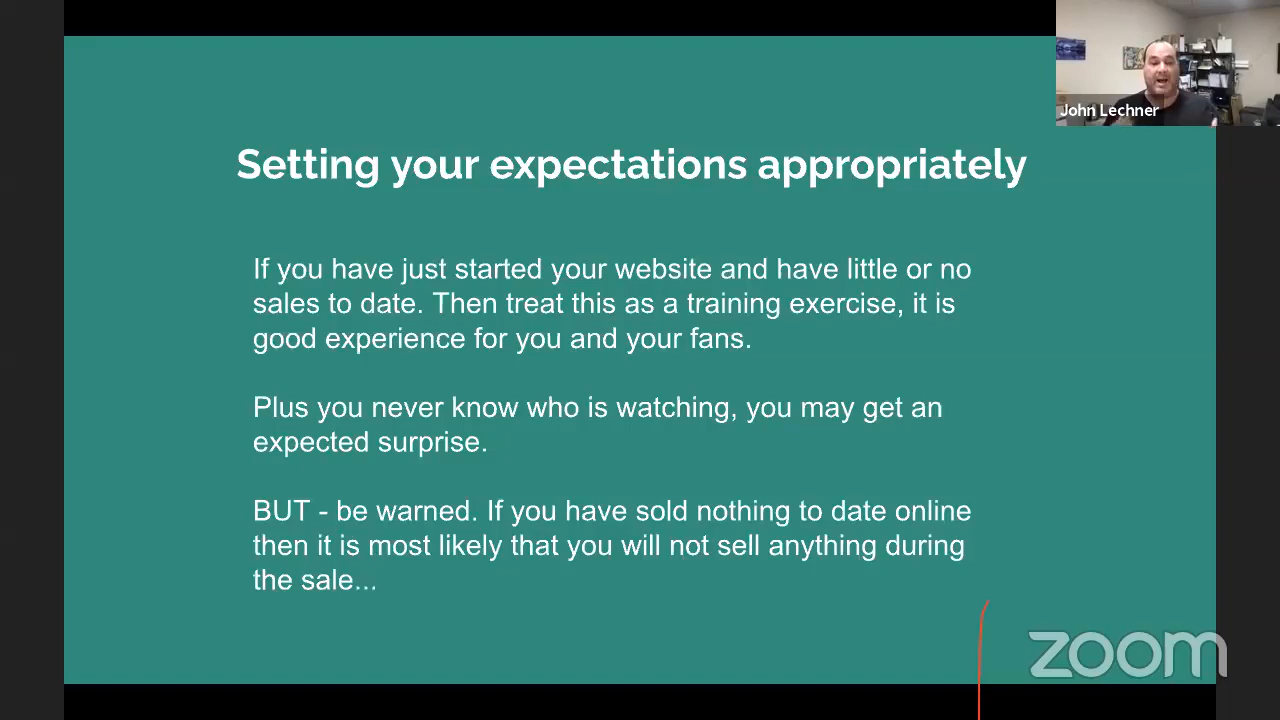 John Lechner
Setting your expectations appropriately
If you have just started your website and have little or no
sales to date. Then treat this as a training exercise, it is
good experience for you and your fans.
Plus you never know who is watching, you may get an
expected surprise.
BUT - be warned. If you have sold nothing to date online
then it is most likely that you will not sell anything during
the sale...
zoom